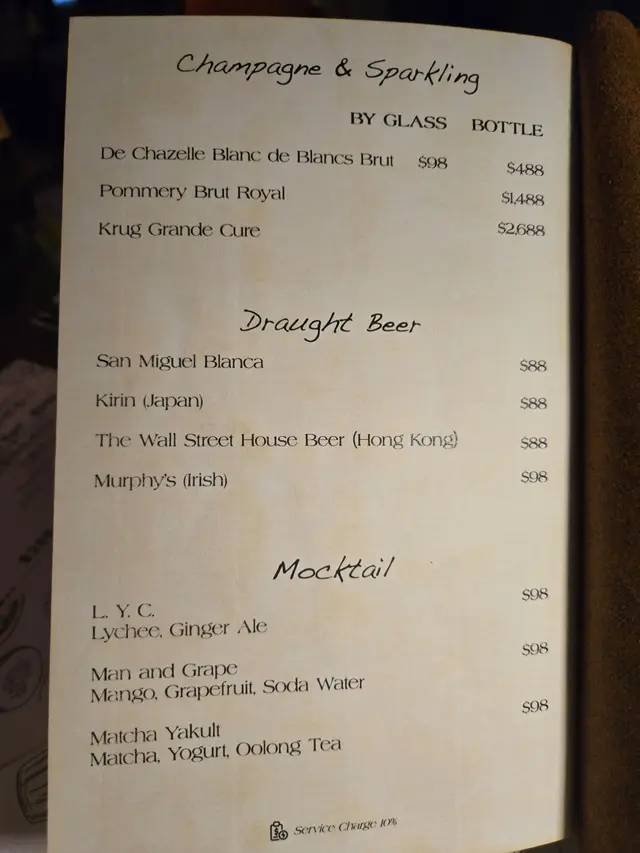 Champagne & Sparkling
BY GLASS BOTTLE
De Chazelle Blanc de Blancs Brut $98 $488
Pommery Brut Royal $1,488
Krug Grande Cure $2,688
Draught Beer
San Miguel Blanca $88
Kirin (Japan) $88
The Wall Street House Beer (Hong Kong) $88
Murphy's (Irish) $98
Mocktail
$98
L. Y. C.
Lychee, Ginger Ale
$98
Man and Grape
Mango, Grapefruit, Soda Water
$98
Matcha Yakult
Matcha, Yogurt, Oolong Tea
Service Charge 10%